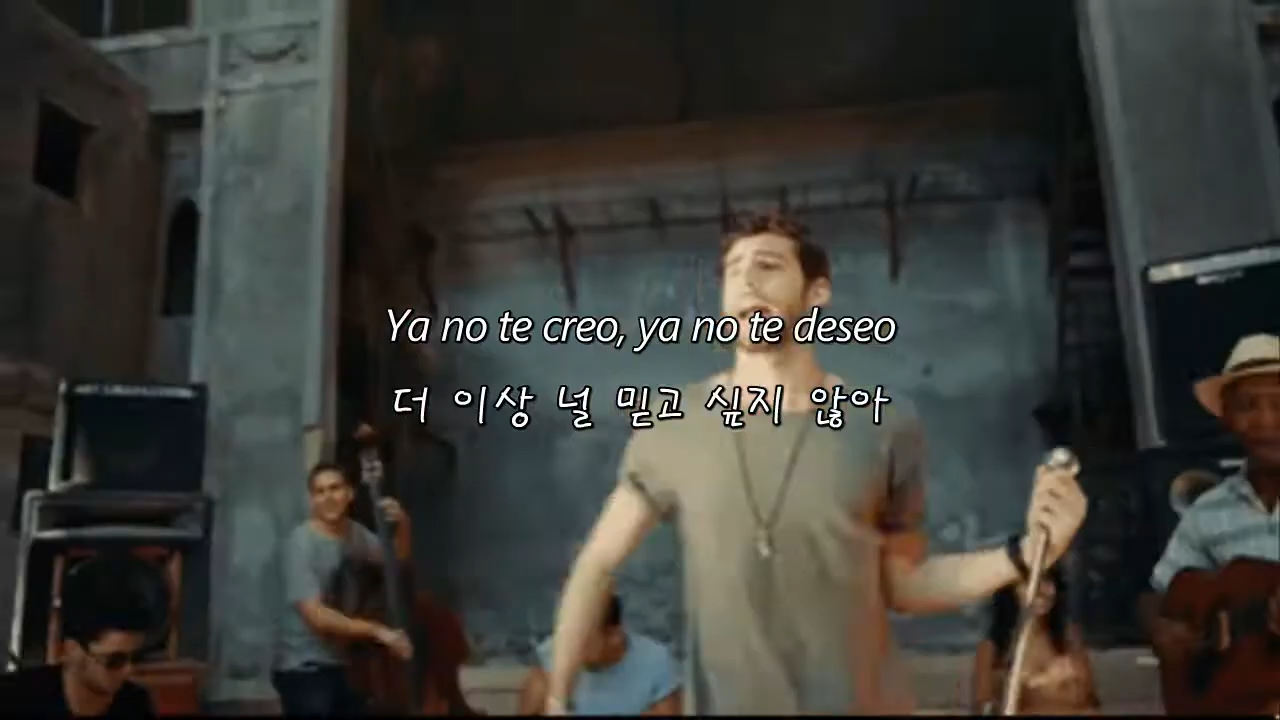 Ya no te creo, ya no te deseo
더 이상 널 믿고 싶지 않아